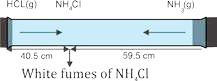 HCL(g) NH₄Cl NH₃(g)
40.5 cm 59.5 cm
White fumes of NH₄Cl